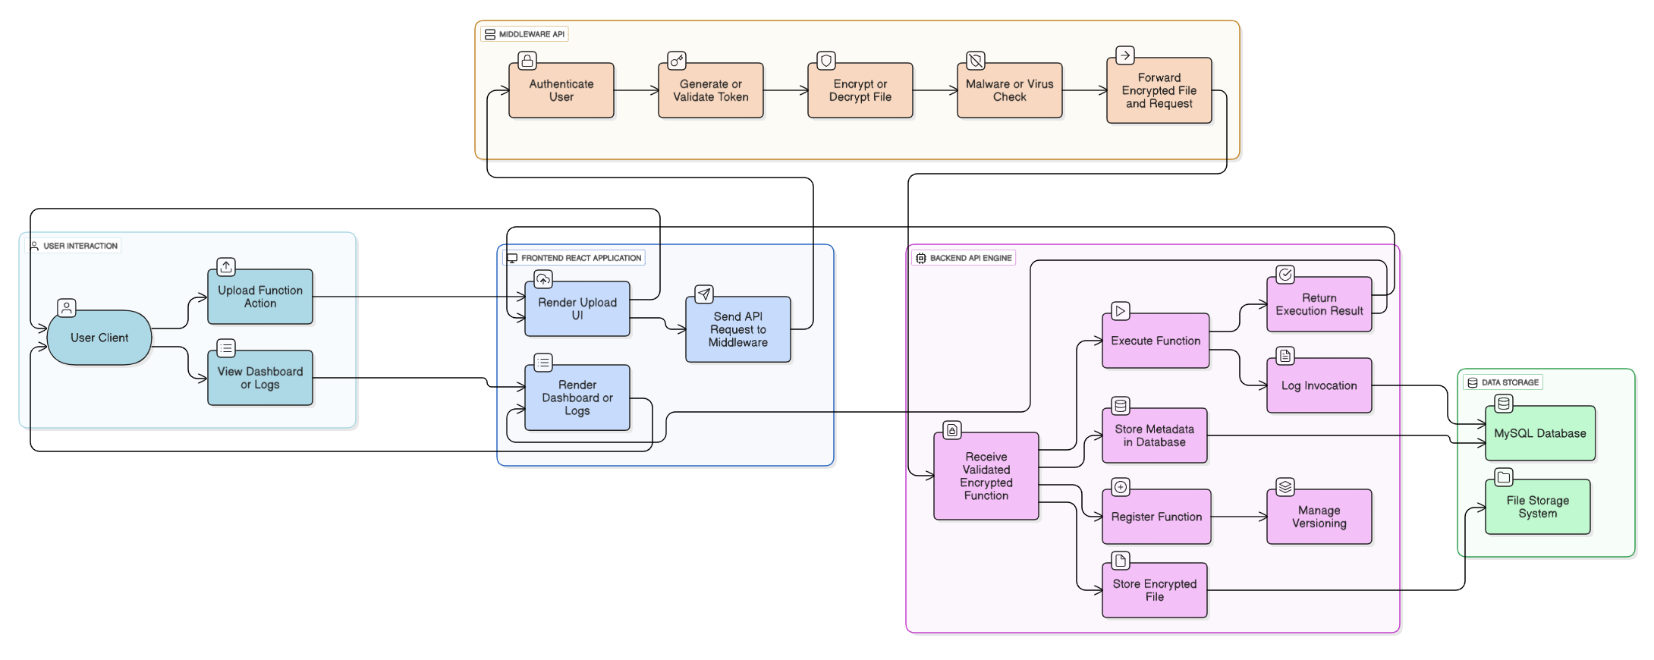 MIDDLEWARE API
Authenticate
User
Generate or
Validate Token
Encrypt or
Decrypt File
Malware or Virus
Check
Forward
Encrypted File
and Request
USER INTERACTION
User Client
Upload Function
Action
View Dashboard
or Logs
FRONTEND REACT APPLICATION
Render Upload
UI
Send API
Request to
Middleware
Render
Dashboard or
Logs
BACKEND API ENGINE
Receive
Validated
Encrypted
Function
Execute Function
Return
Execution Result
Log Invocation
Store Metadata
in Database
Register Function
Manage
Versioning
Store Encrypted
File
DATA STORAGE
MySQL Database
File Storage
System